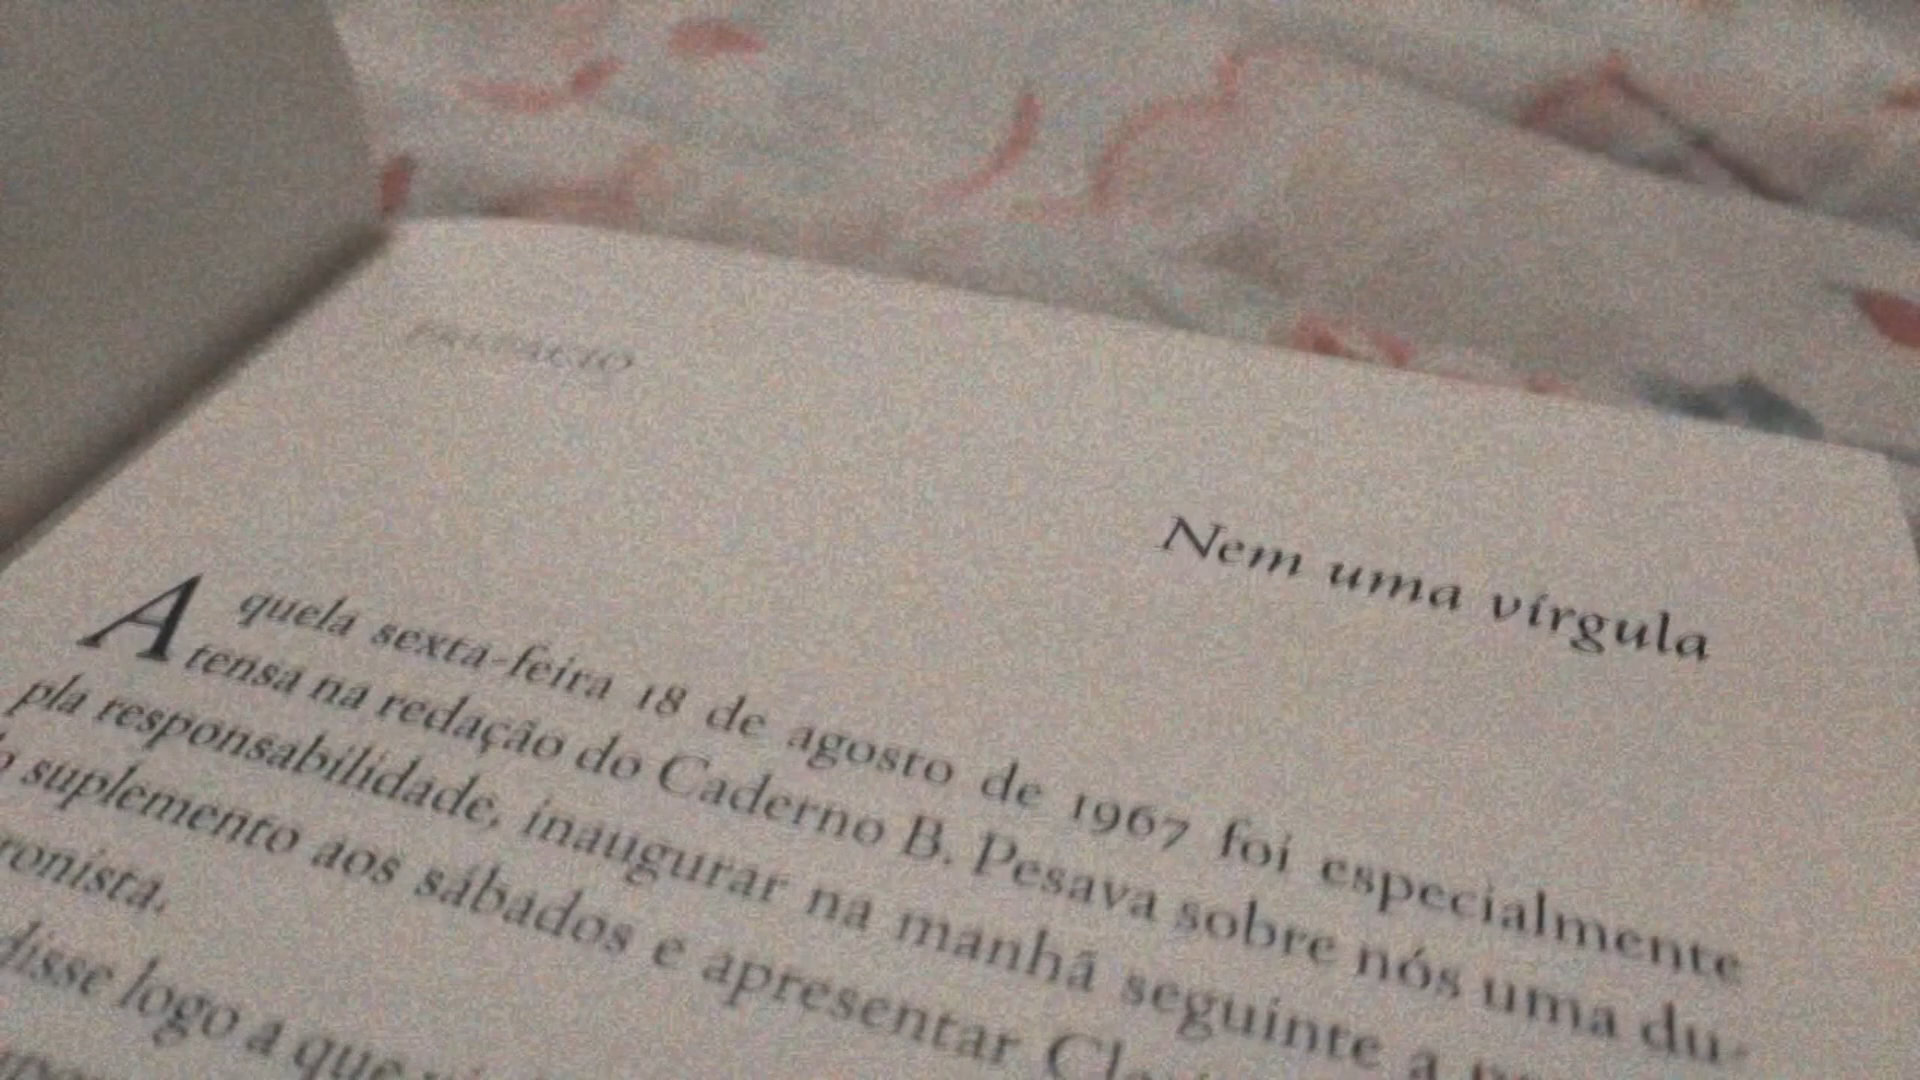 PREFÁCIO
Nem uma vírgula
Aquela sexta-feira 18 de agosto de 1967 foi especialmente
tensa na redação do Caderno B. Pesava sobre nós uma du-
pla responsabilidade, inaugurar na manhã seguinte a
suplemento aos sábados e apresentar
ronista.
disse logo a que